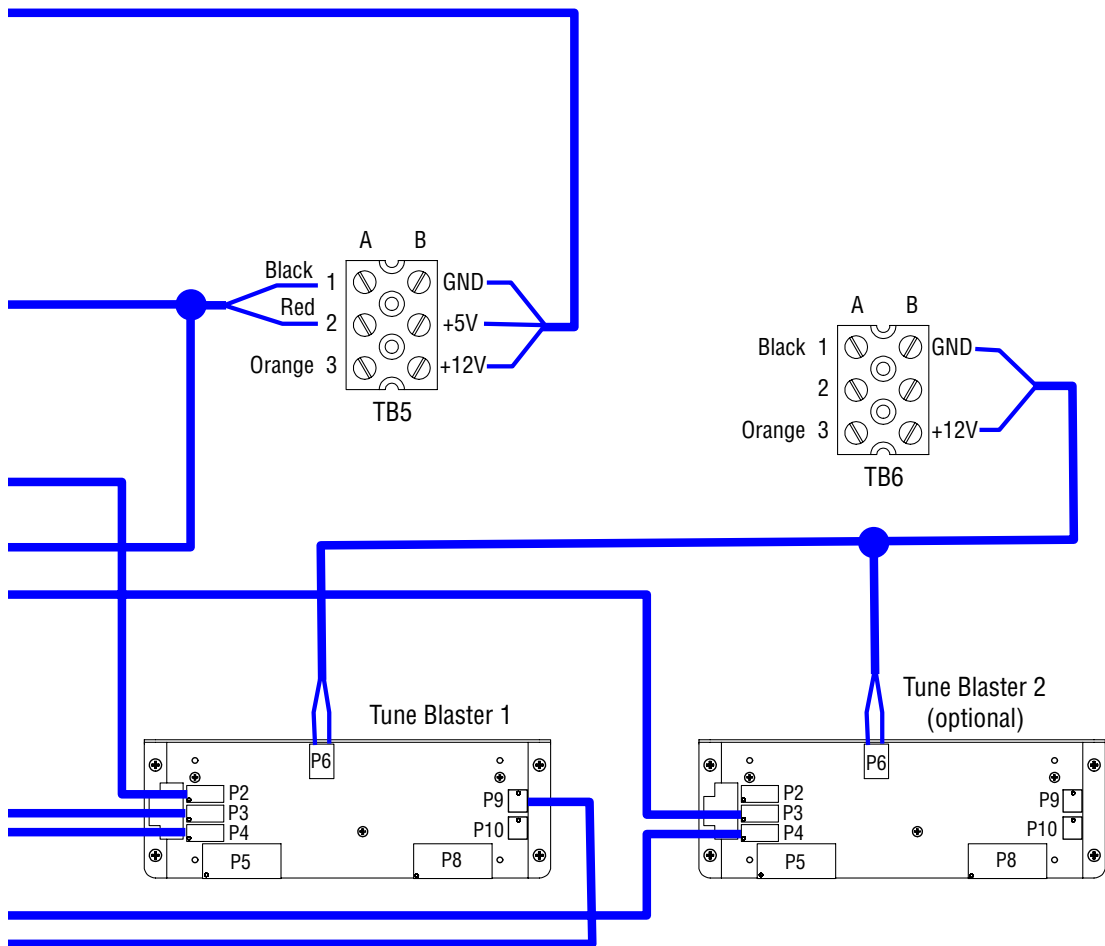 A B
Black 1 GND
Red 2 +5V
Orange 3 +12V
TB5
A B
Black 1 GND
2
Orange 3 +12V
TB6
Tune Blaster 1
P6
P2
P3
P4
P5
P8
P9
P10
Tune Blaster 2
(optional)
P6
P2
P3
P4
P5
P8
P9
P10